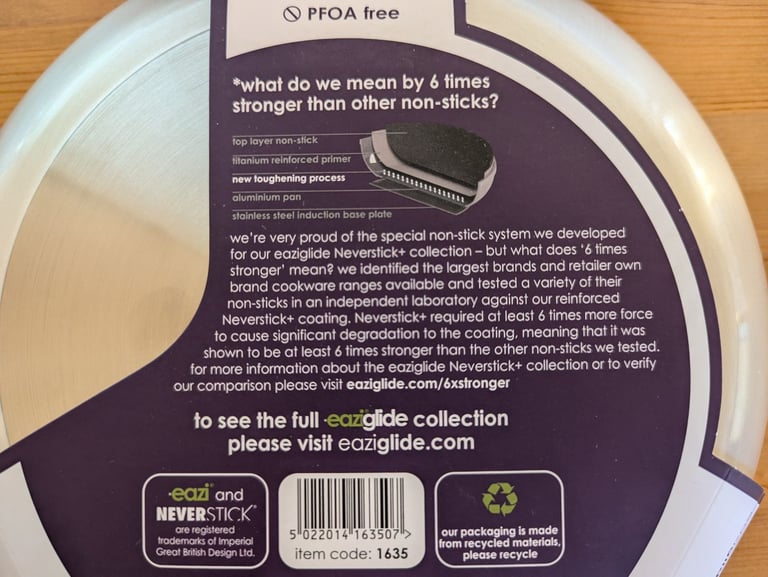 PFOA free
*what do we mean by 6 times
stronger than other non-sticks?
top layer non-stick
titanium reinforced primer
new toughening process
aluminium pan
stainless steel induction base plate
we're very proud of the special non-stick system we developed
for our eaziglide Neverstick+ collection – but what does '6 times
stronger' mean? we identified the largest brands and retailer own
brand cookware ranges available and tested a variety of their
non-sticks in an independent laboratory against our reinforced
Neverstick+ coating. Neverstick+ required at least 6 times more force
to cause significant degradation to the coating, meaning that it was
shown to be at least 6 times stronger than the other non-sticks we tested.
for more information about the eaziglide Neverstick+ collection or to verify
our comparison please visit eaziglide.com/6xstronger
to see the full eaziglide collection
please visit eaziglide.com
eazi® and
NEVERSTICK®
are registered
trademarks of Imperial
Great British Design Ltd.
5 022014 163507 >
item code: 1635
our packaging is made
from recycled materials,
please recycle